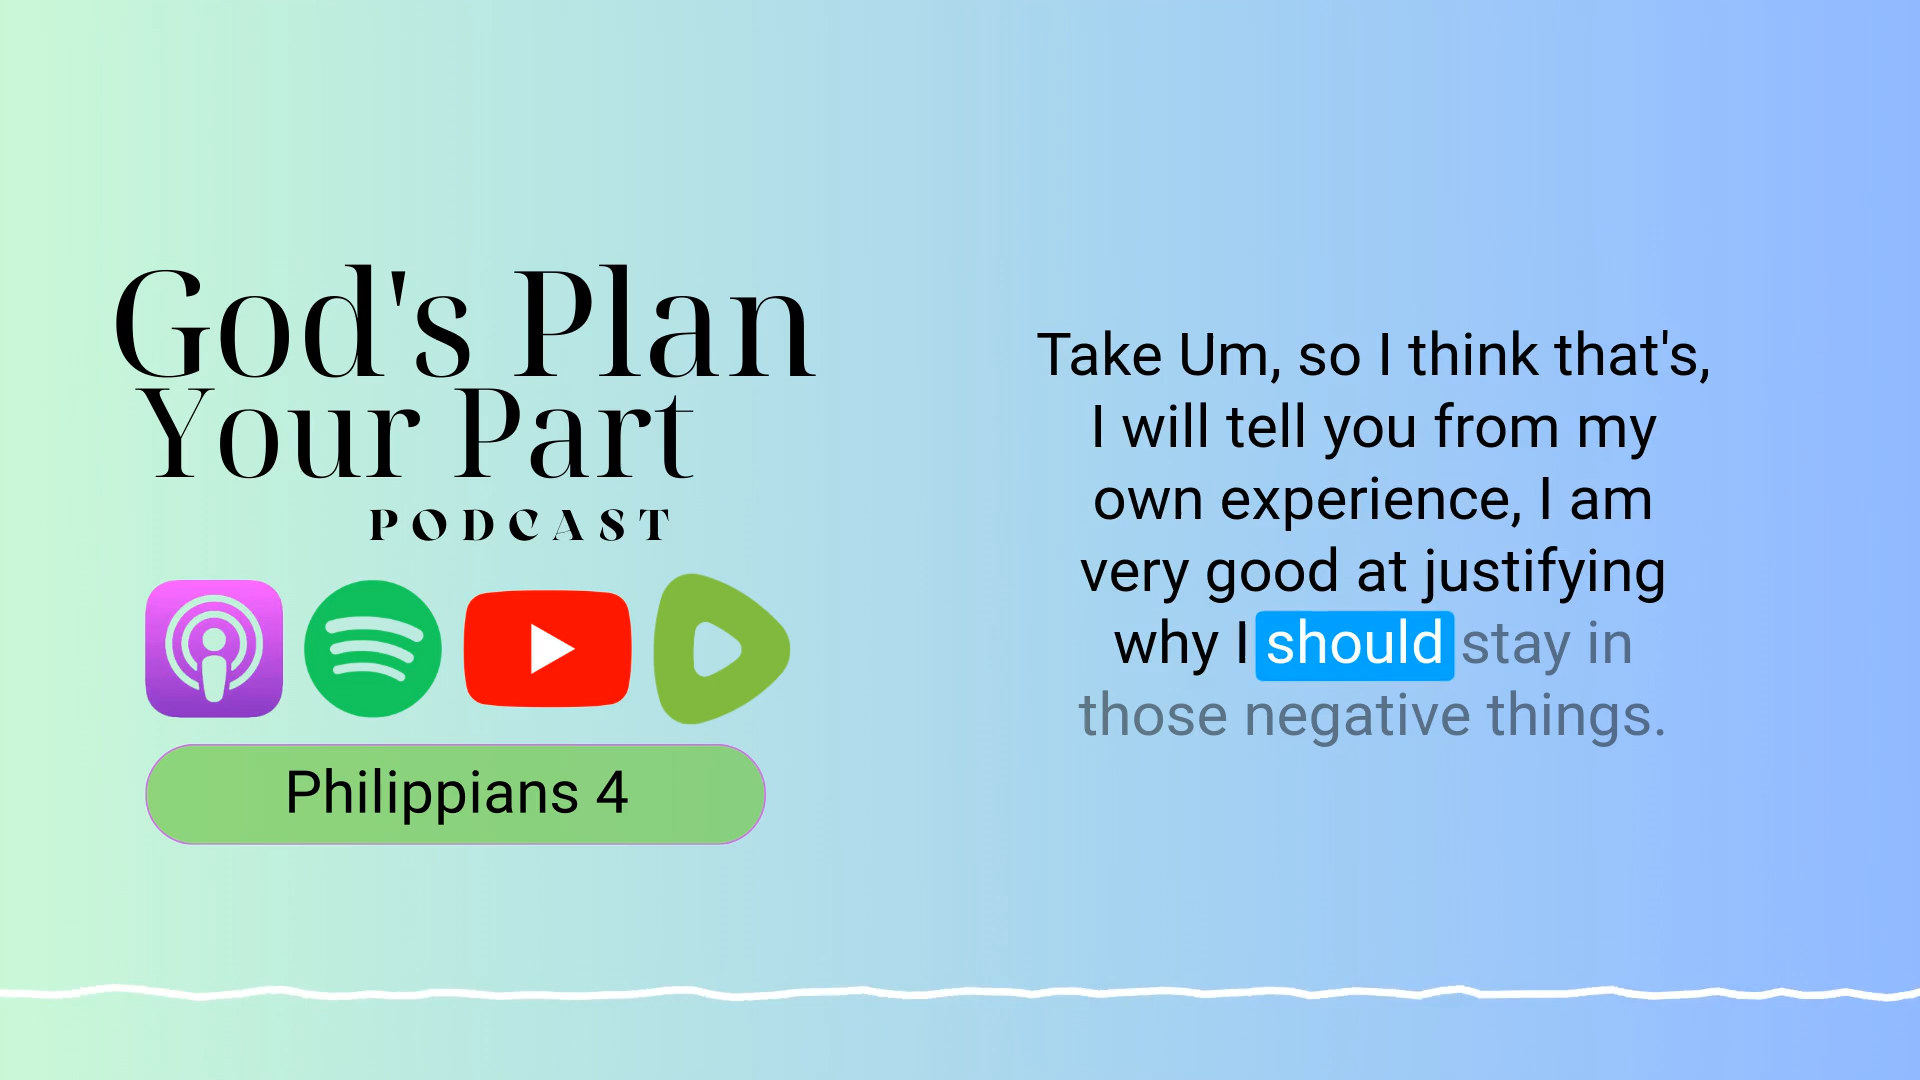 God's Plan
Your Part
PODCAST
Philippians 4
Take Um, so I think that's,
I will tell you from my
own experience, I am
very good at justifying
why I should stay in
those negative things.